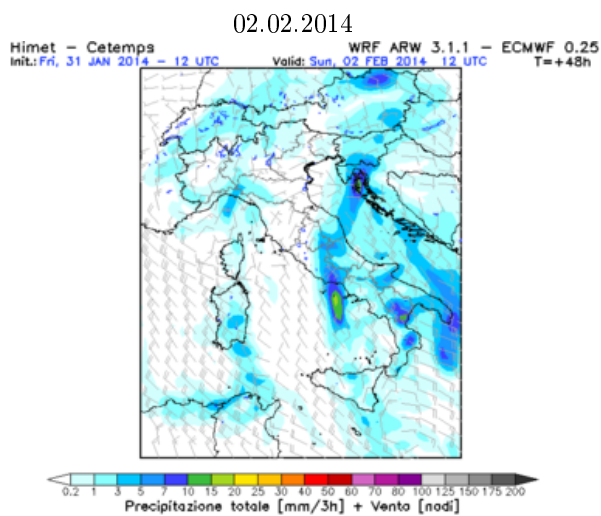 02.02.2014
Himet - Cetemps WRF ARW 3.1.1 - ECMWF 0.25
Init.: Fri, 31 JAN 2014 - 12 UTC Valid: Sun, 02 FEB 2014 12 UTC T=+48h
0.2 1 3 5 7 10 15 20 25 30 40 50 60 70 80 90 100 125 150 175 200
Precipitazione totale [mm/3h] + Vento [nodi]